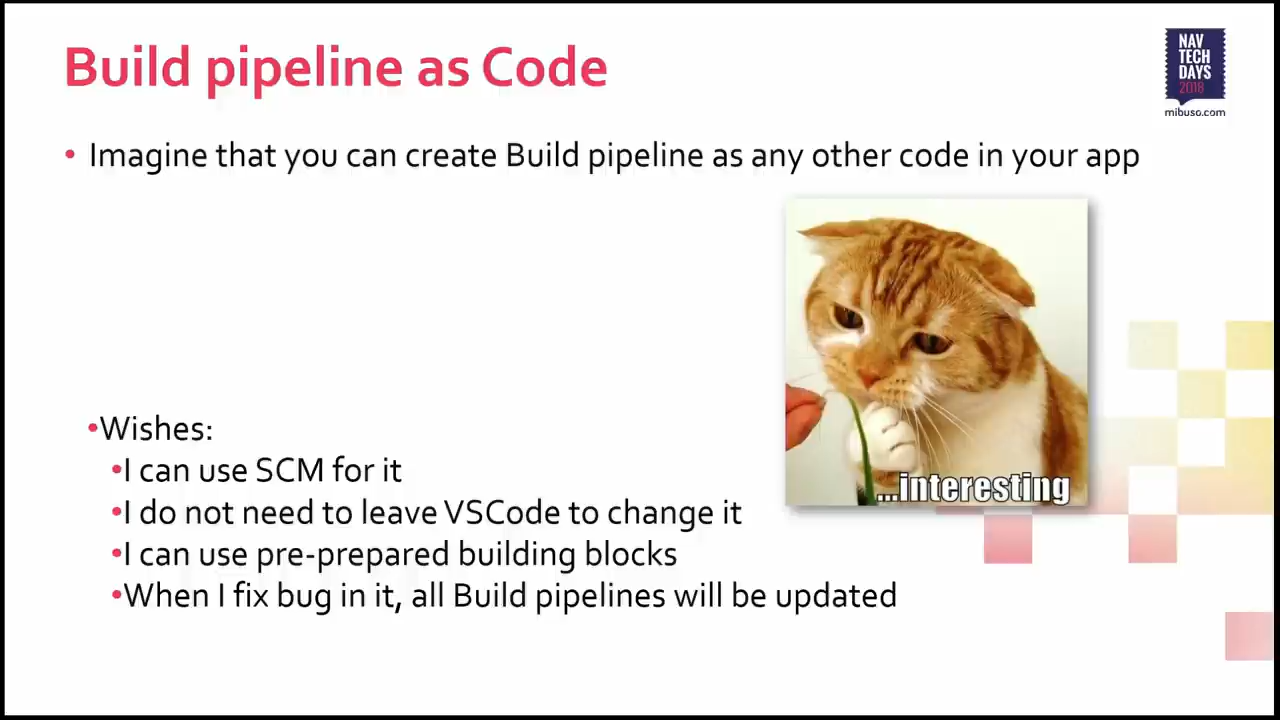 Build pipeline as Code
NAV
TECH
DAYS
2018
mibuso.com
• Imagine that you can create Build pipeline as any other code in your app
...interesting
•Wishes:
•I can use SCM for it
•I do not need to leave VSCode to change it
•I can use pre-prepared building blocks
•When I fix bug in it, all Build pipelines will be updated